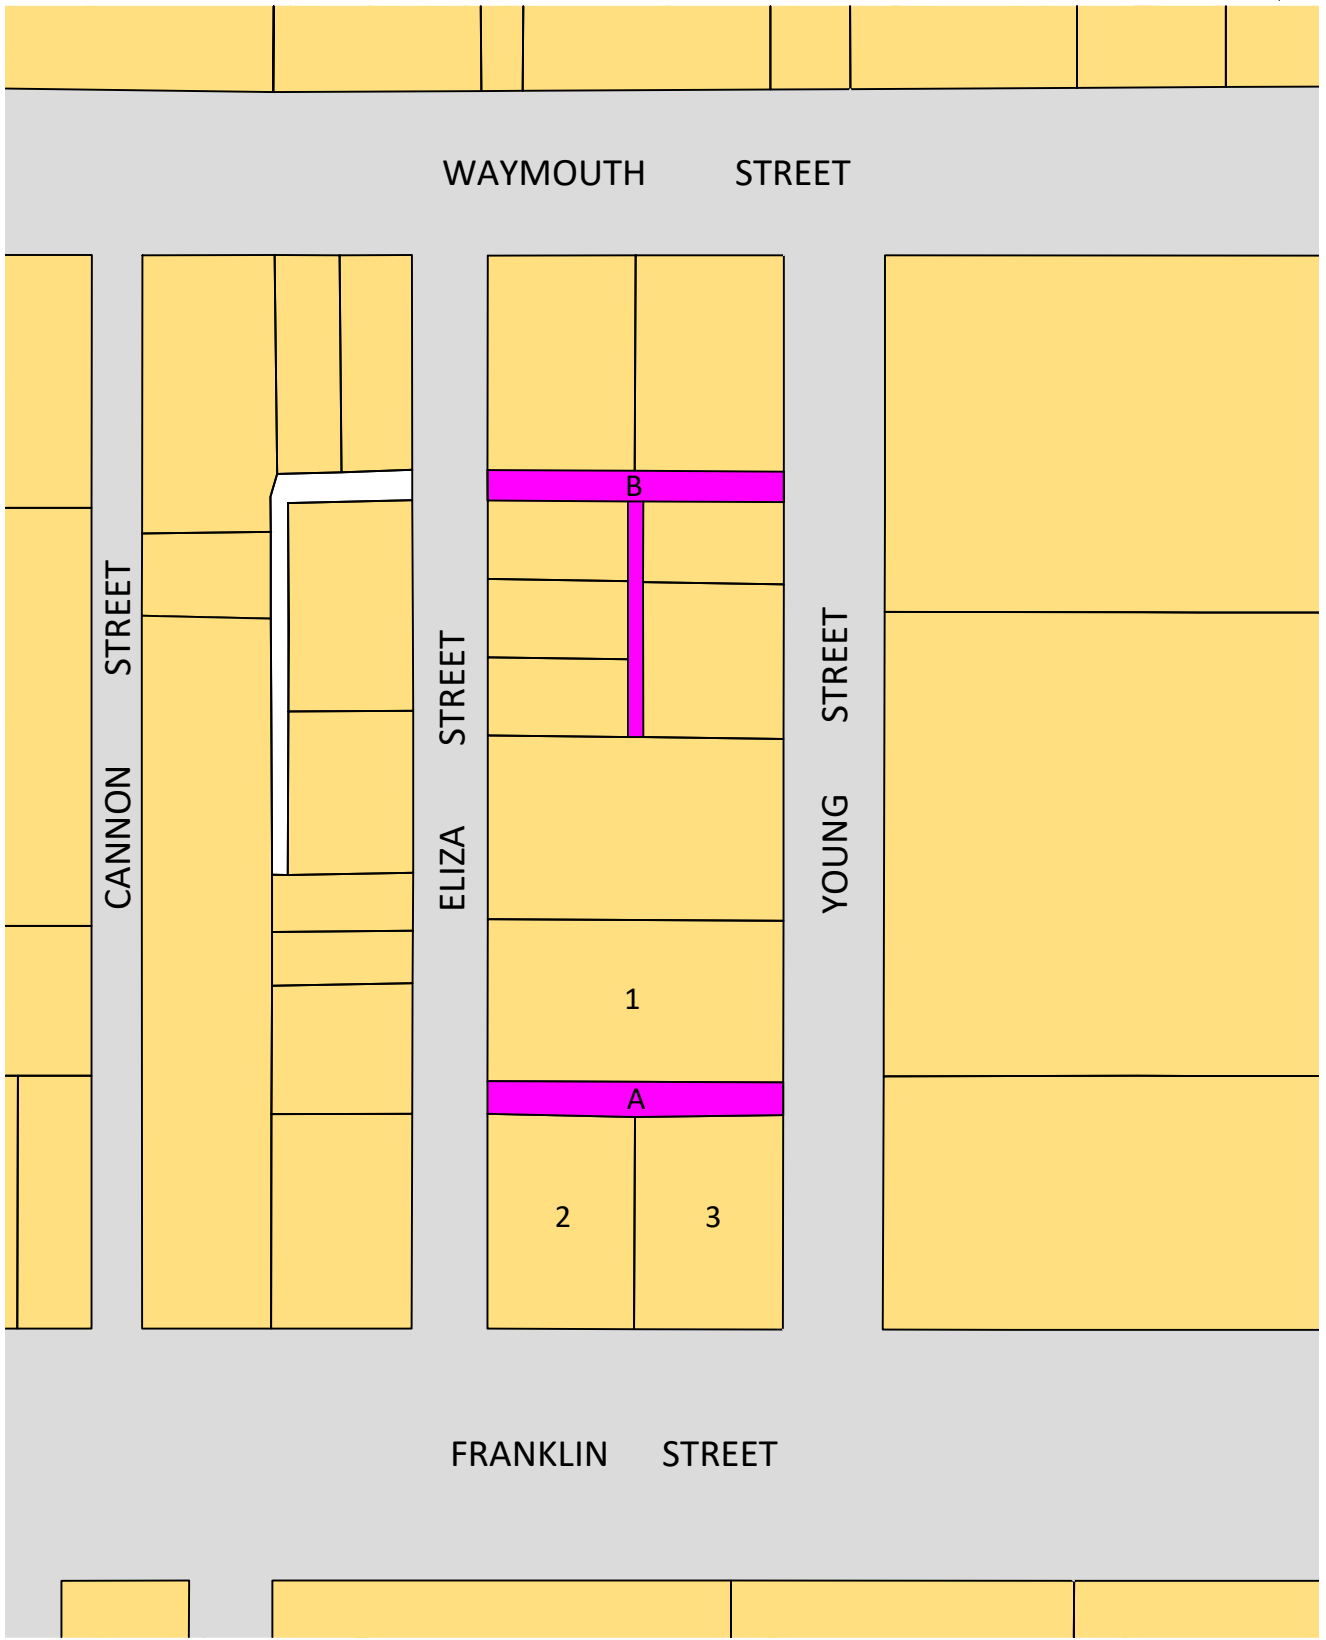 WAYMOUTH STREET
B
CANNON STREET
ELIZA STREET
YOUNG STREET
1
A
2 3
FRANKLIN STREET